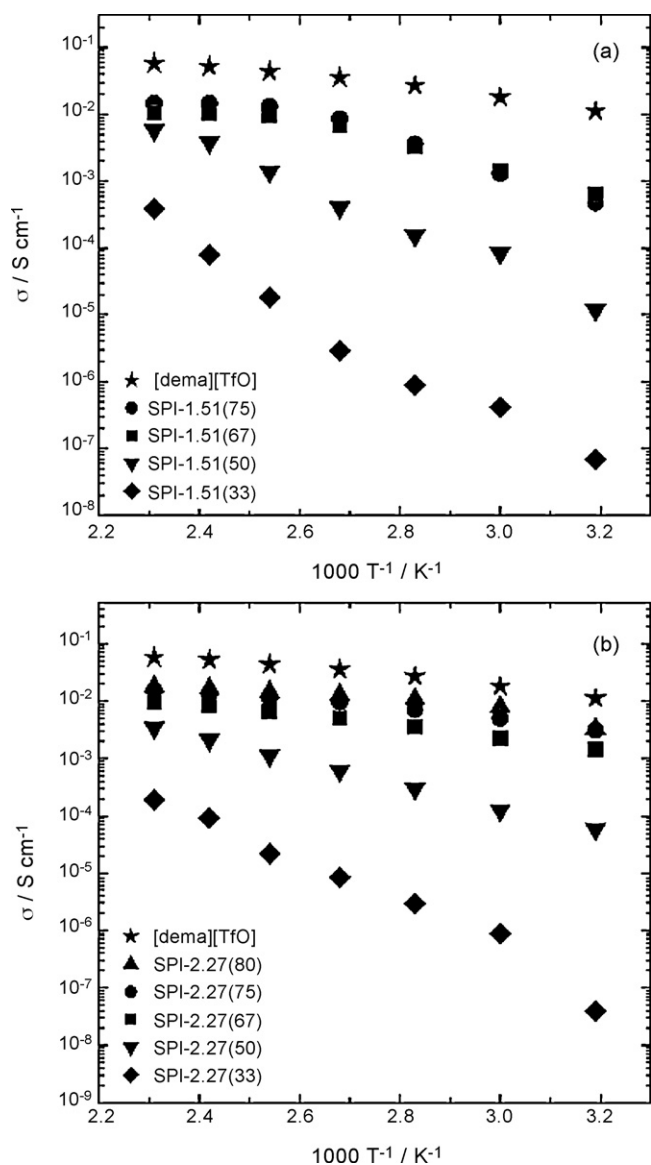 (a)
10⁻¹
10⁻²
10⁻³
10⁻⁴
10⁻⁵
10⁻⁶
10⁻⁷
10⁻⁸
σ / S cm⁻¹
[dema][TfO]
SPI-1.51(75)
SPI-1.51(67)
SPI-1.51(50)
SPI-1.51(33)
2.2 2.4 2.6 2.8 3.0 3.2
1000 T⁻¹ / K⁻¹
(b)
10⁻¹
10⁻²
10⁻³
10⁻⁴
10⁻⁵
10⁻⁶
10⁻⁷
10⁻⁸
10⁻⁹
σ / S cm⁻¹
[dema][TfO]
SPI-2.27(80)
SPI-2.27(75)
SPI-2.27(67)
SPI-2.27(50)
SPI-2.27(33)
2.2 2.4 2.6 2.8 3.0 3.2
1000 T⁻¹ / K⁻¹